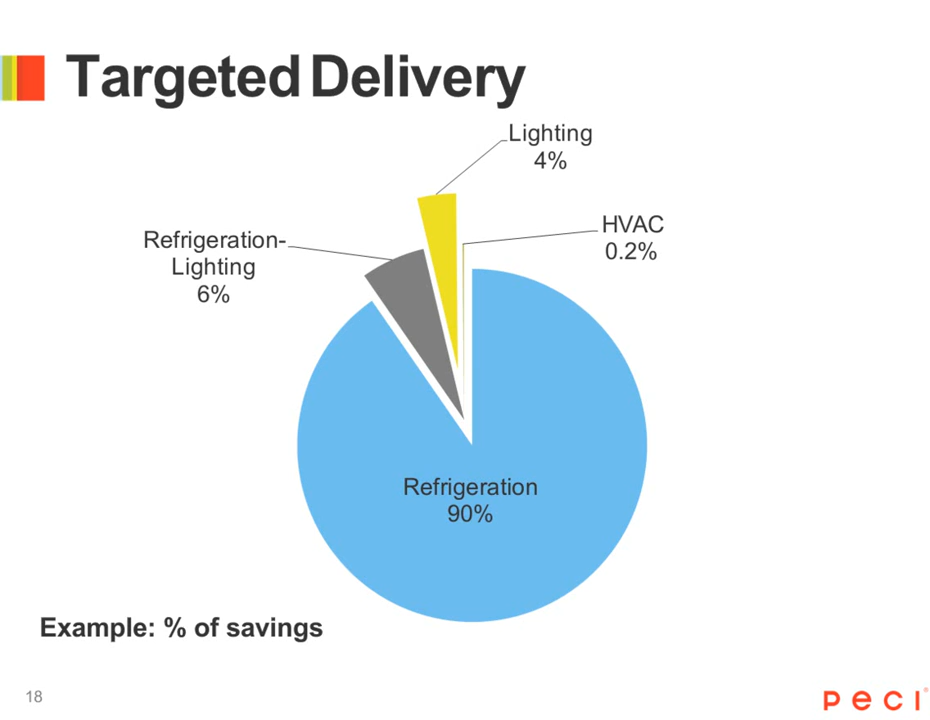 Targeted Delivery
Lighting
4%
HVAC
0.2%
Refrigeration-
Lighting
6%
Refrigeration
90%
Example: % of savings
18
peci®